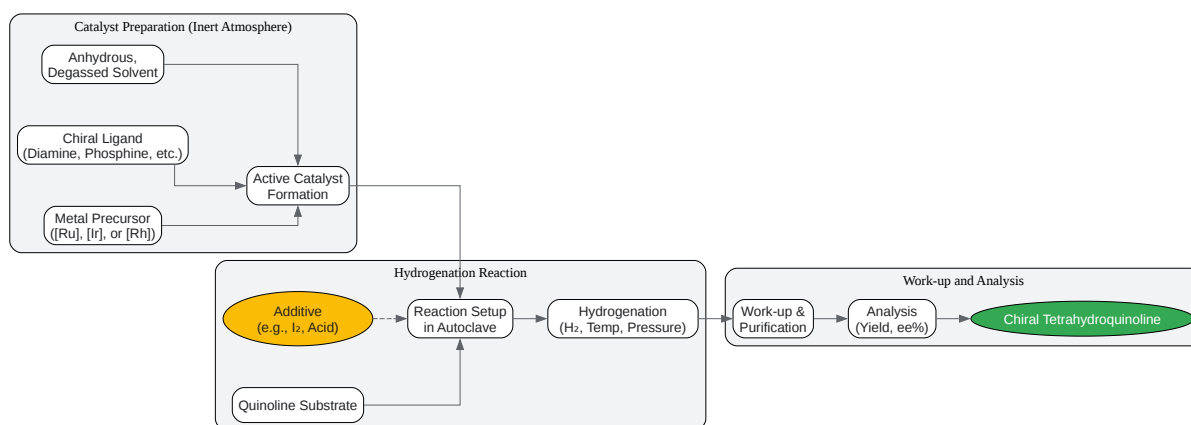 Catalyst Preparation (Inert Atmosphere)
Anhydrous,
Degassed Solvent
Chiral Ligand
(Diamine, Phosphine, etc.)
Active Catalyst
Formation
Metal Precursor
([Ru], [Ir], or [Rh])
Hydrogenation Reaction
Additive
(e.g., I₂, Acid)
Reaction Setup
in Autoclave
Hydrogenation
(H₂, Temp, Pressure)
Quinoline Substrate
Work-up and Analysis
Work-up &
Purification
Analysis
(Yield, ee%)
Chiral Tetrahydroquinoline